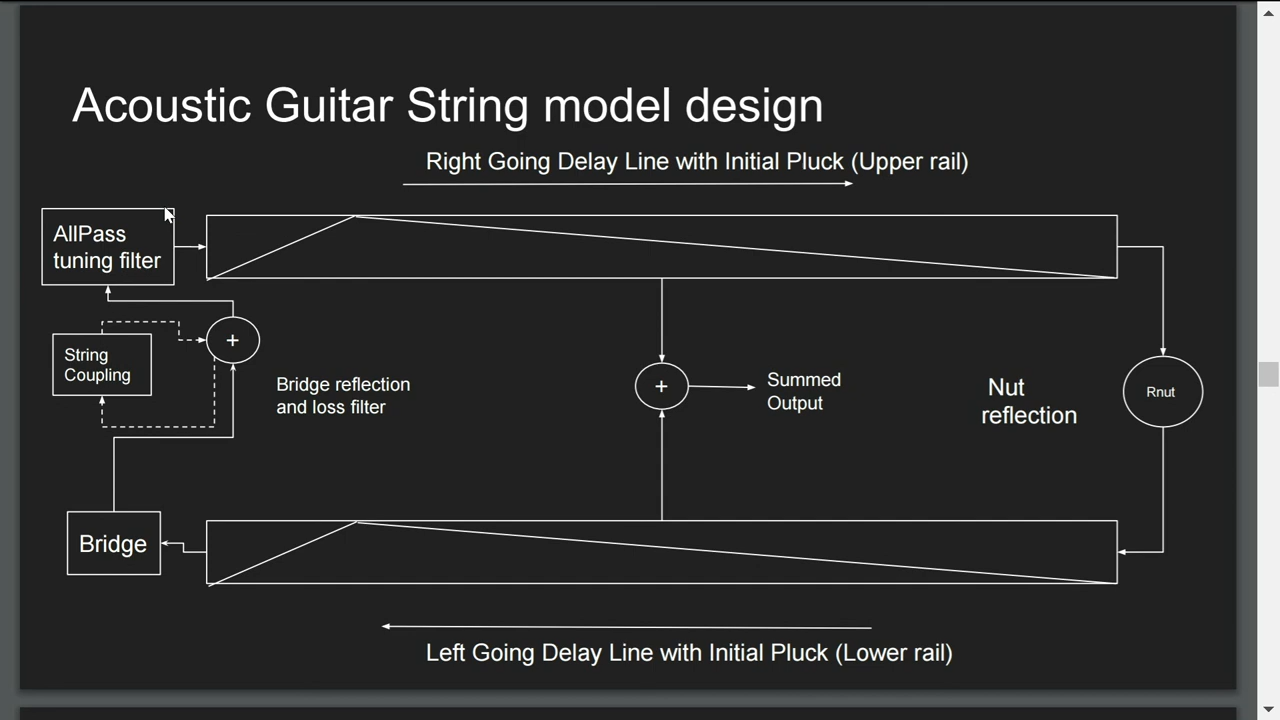 Acoustic Guitar String model design
Right Going Delay Line with Initial Pluck (Upper rail)
AllPass
tuning filter
+
String
Coupling
Bridge reflection
and loss filter
+
Summed
Output
Nut
reflection
Rnut
Bridge
Left Going Delay Line with Initial Pluck (Lower rail)